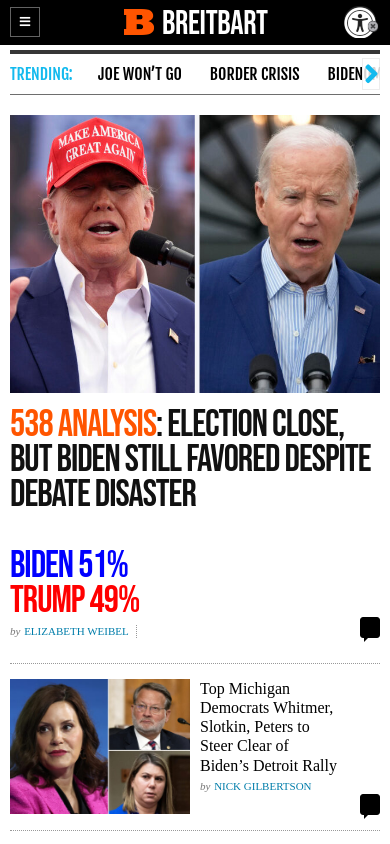 BREITBART
TRENDING: JOE WON'T GO BORDER CRISIS BIDEN
MAKE AMERICA
GREAT AGAIN
538 ANALYSIS: ELECTION CLOSE,
BUT BIDEN STILL FAVORED DESPITE
DEBATE DISASTER
BIDEN 51%
TRUMP 49%
by ELIZABETH WEIBEL
Top Michigan
Democrats Whitmer,
Slotkin, Peters to
Steer Clear of
Biden's Detroit Rally
by NICK GILBERTSON